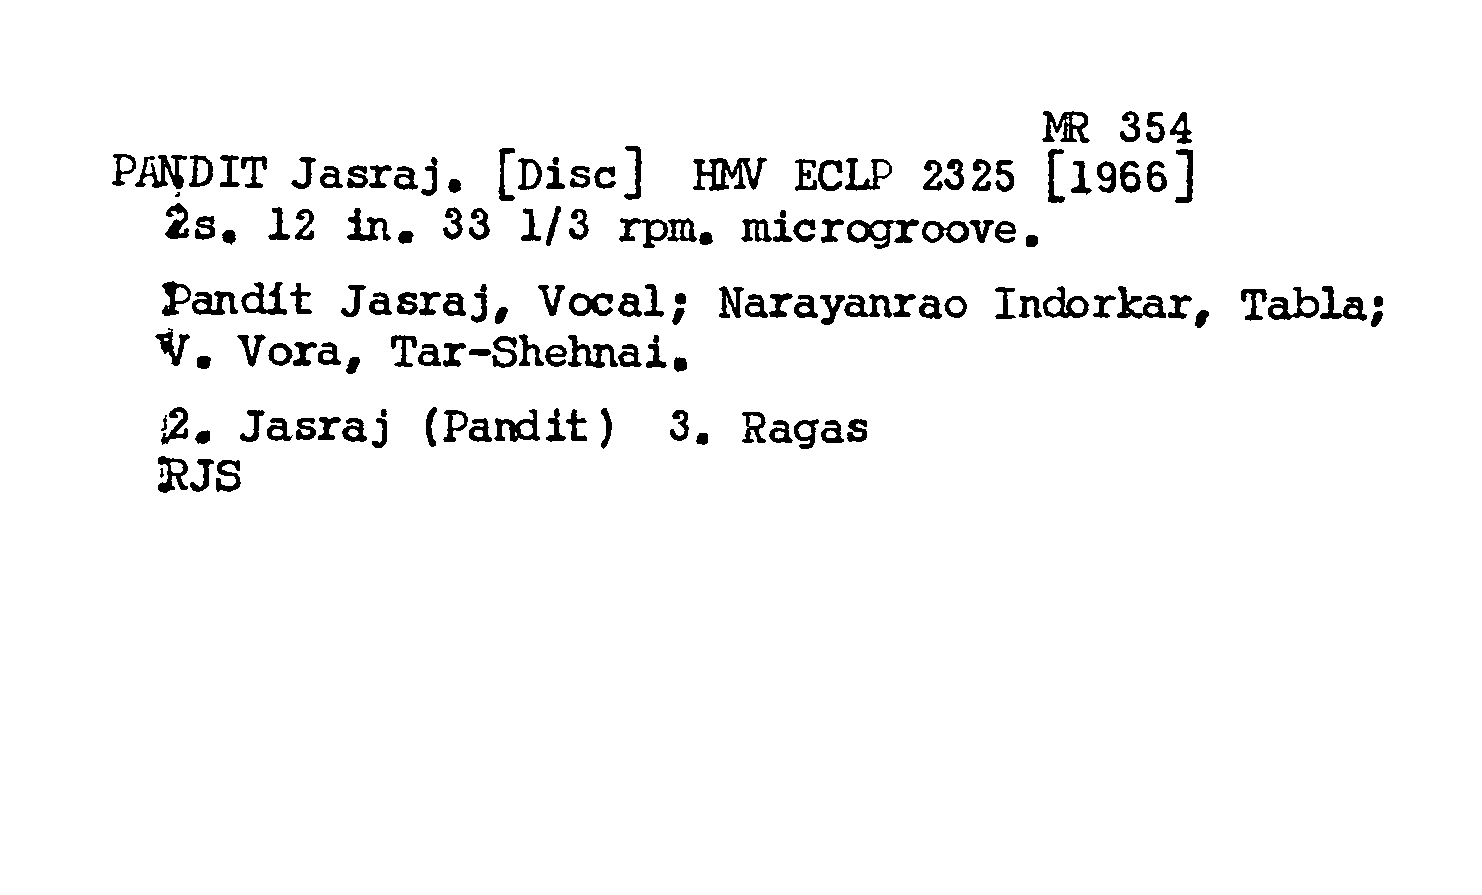 MR 354
PANDIT Jasraj. [Disc] HMV ECLP 2325 [1966]
2s. 12 in. 33 1/3 rpm. microgroove.
Pandit Jasraj, Vocal; Narayanrao Indorkar, Tabla;
V. Vora, Tar-Shehnai.
2. Jasraj (Pandit) 3. Ragas
RJS